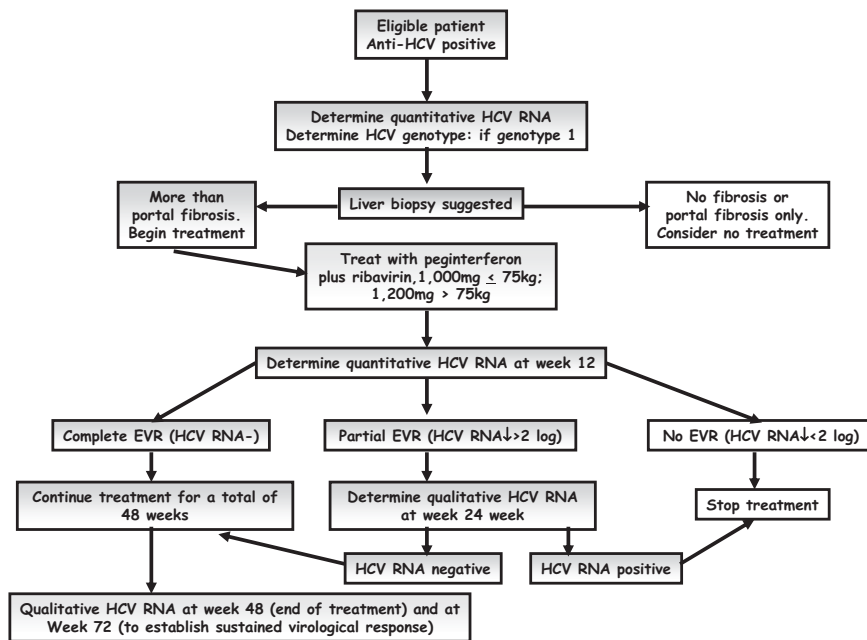 Eligible patient
Anti-HCV positive
Determine quantitative HCV RNA
Determine HCV genotype: if genotype 1
More than
portal fibrosis.
Begin treatment
Liver biopsy suggested
No fibrosis or
portal fibrosis only.
Consider no treatment
Treat with peginterferon
plus ribavirin,1,000mg ≤ 75kg;
1,200mg > 75kg
Determine quantitative HCV RNA at week 12
Complete EVR (HCV RNA-)
Partial EVR (HCV RNA↓>2 log)
No EVR (HCV RNA↓<2 log)
Continue treatment for a total of
48 weeks
Determine qualitative HCV RNA
at week 24 week
Stop treatment
HCV RNA negative
HCV RNA positive
Qualitative HCV RNA at week 48 (end of treatment) and at
Week 72 (to establish sustained virological response)